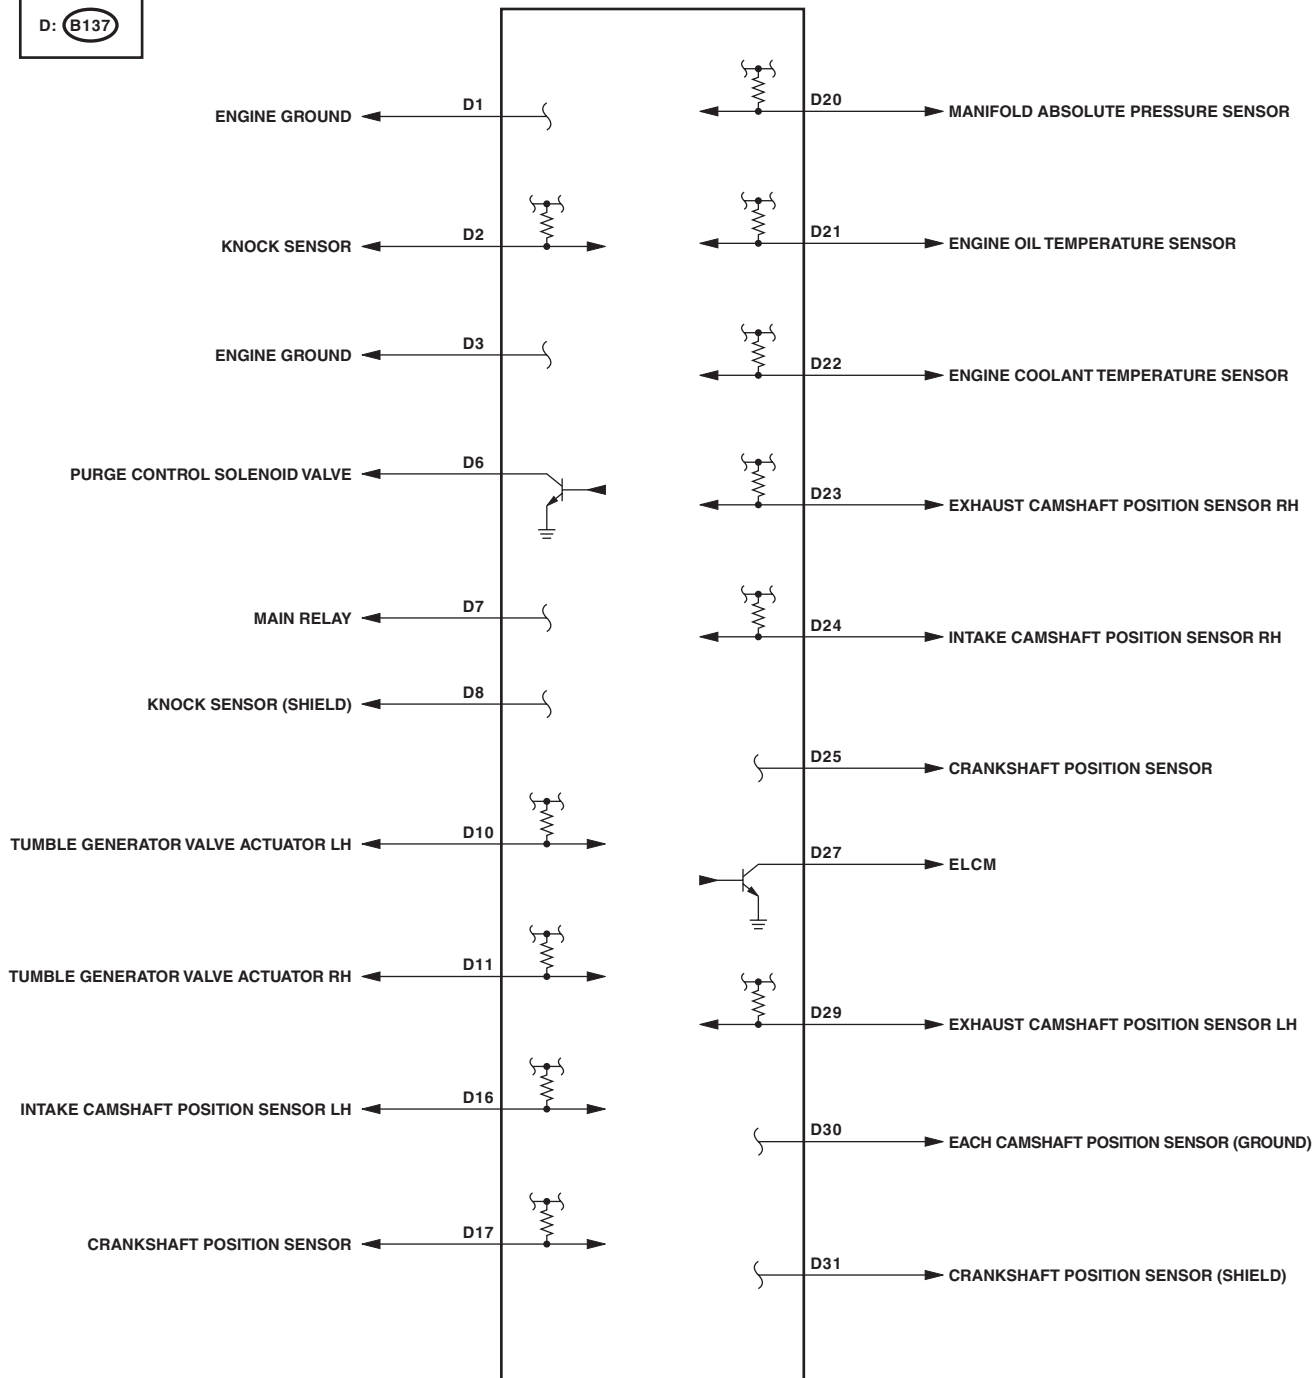 D: B137
D1
ENGINE GROUND
D2
KNOCK SENSOR
D3
ENGINE GROUND
D6
PURGE CONTROL SOLENOID VALVE
D7
MAIN RELAY
D8
KNOCK SENSOR (SHIELD)
D10
TUMBLE GENERATOR VALVE ACTUATOR LH
D11
TUMBLE GENERATOR VALVE ACTUATOR RH
D16
INTAKE CAMSHAFT POSITION SENSOR LH
D17
CRANKSHAFT POSITION SENSOR
D20
MANIFOLD ABSOLUTE PRESSURE SENSOR
D21
ENGINE OIL TEMPERATURE SENSOR
D22
ENGINE COOLANT TEMPERATURE SENSOR
D23
EXHAUST CAMSHAFT POSITION SENSOR RH
D24
INTAKE CAMSHAFT POSITION SENSOR RH
D25
CRANKSHAFT POSITION SENSOR
D27
ELCM
D29
EXHAUST CAMSHAFT POSITION SENSOR LH
D30
EACH CAMSHAFT POSITION SENSOR (GROUND)
D31
CRANKSHAFT POSITION SENSOR (SHIELD)